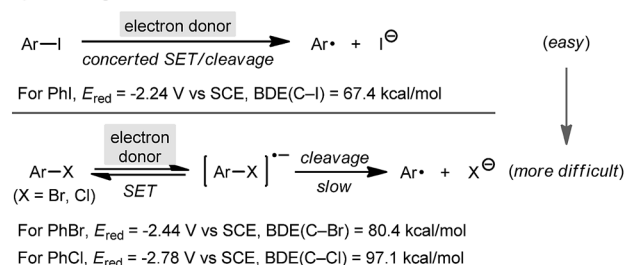 electron donor
Ar–I
Ar• + I⊖
(easy)
concerted SET/cleavage
For PhI, Ered = -2.24 V vs SCE, BDE(C–I) = 67.4 kcal/mol
electron
donor
cleavage
Ar–X
[ Ar–X ]•−
Ar• + X⊖
(more difficult)
(X = Br, Cl)
SET
slow
For PhBr, Ered = -2.44 V vs SCE, BDE(C–Br) = 80.4 kcal/mol
For PhCl, Ered = -2.78 V vs SCE, BDE(C–Cl) = 97.1 kcal/mol